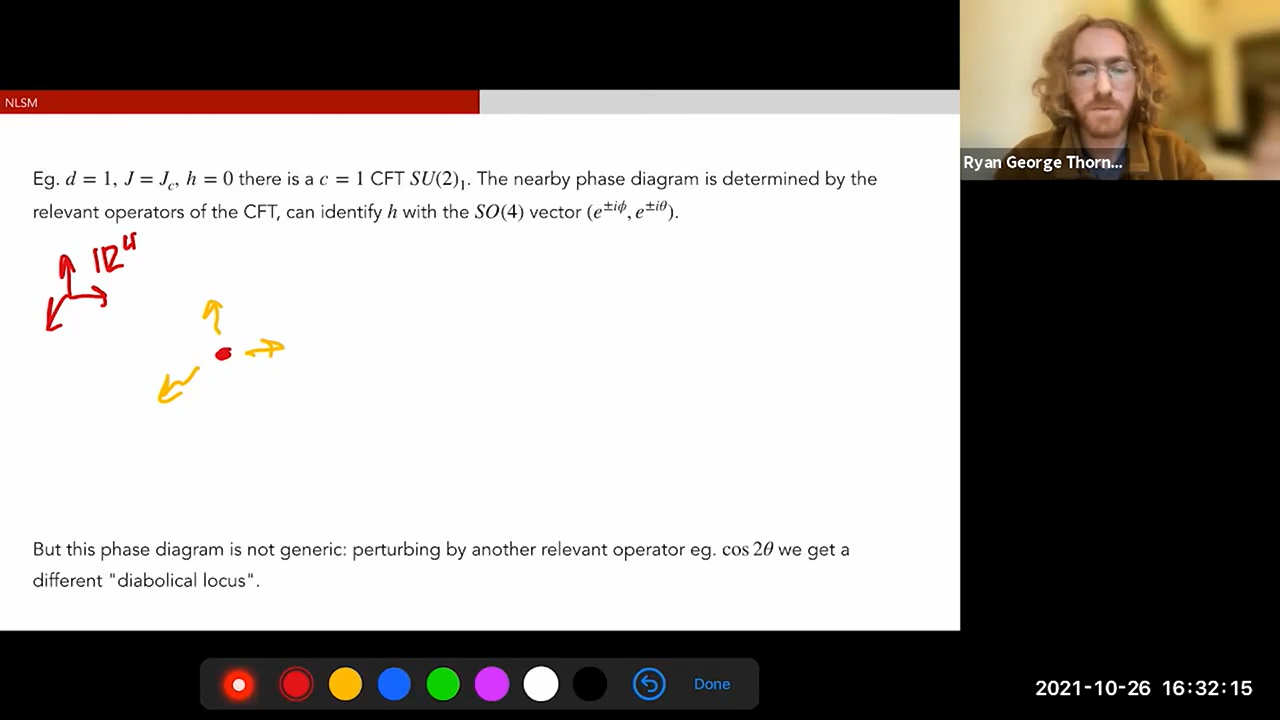 NLSM
Eg. d = 1, J = J_c, h = 0 there is a c = 1 CFT SU(2)₁. The nearby phase diagram is determined by the
relevant operators of the CFT, can identify h with the SO(4) vector (e^{±iϕ}, e^{±iθ}).
ℝ⁴
But this phase diagram is not generic: perturbing by another relevant operator eg. cos 2θ we get a
different "diabolical locus".
Ryan George Thorn...
Done
2021-10-26 16:32:15